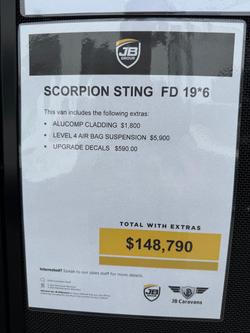 JB
GROUP
SCORPION STING FD 19*6
This van includes the following extras:
• ALUCOMP CLADDING $1,800
• LEVEL 4 AIR BAG SUSPENSION $5,900
• UPGRADE DECALS $590.00
TOTAL WITH EXTRAS
$148,790
Interested? Speak to our sales staff for more details.
JB
GROUP
JB Caravans